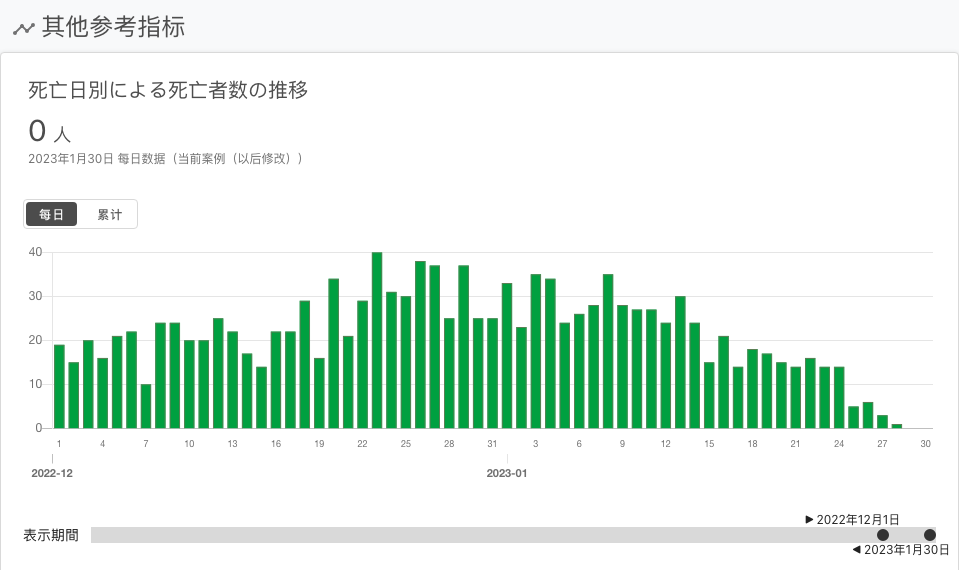 其他参考指标
死亡日別による死亡者数の推移
0 人
2023年1月30日 每日数据（当前案例（以后修改））
每日 累计
40
30
20
10
0
1 4 7 10 13 16 19 22 25 28 31 3 6 9 12 15 18 21 24 27 30
2022-12 2023-01
2022年12月1日
表示期間
2023年1月30日